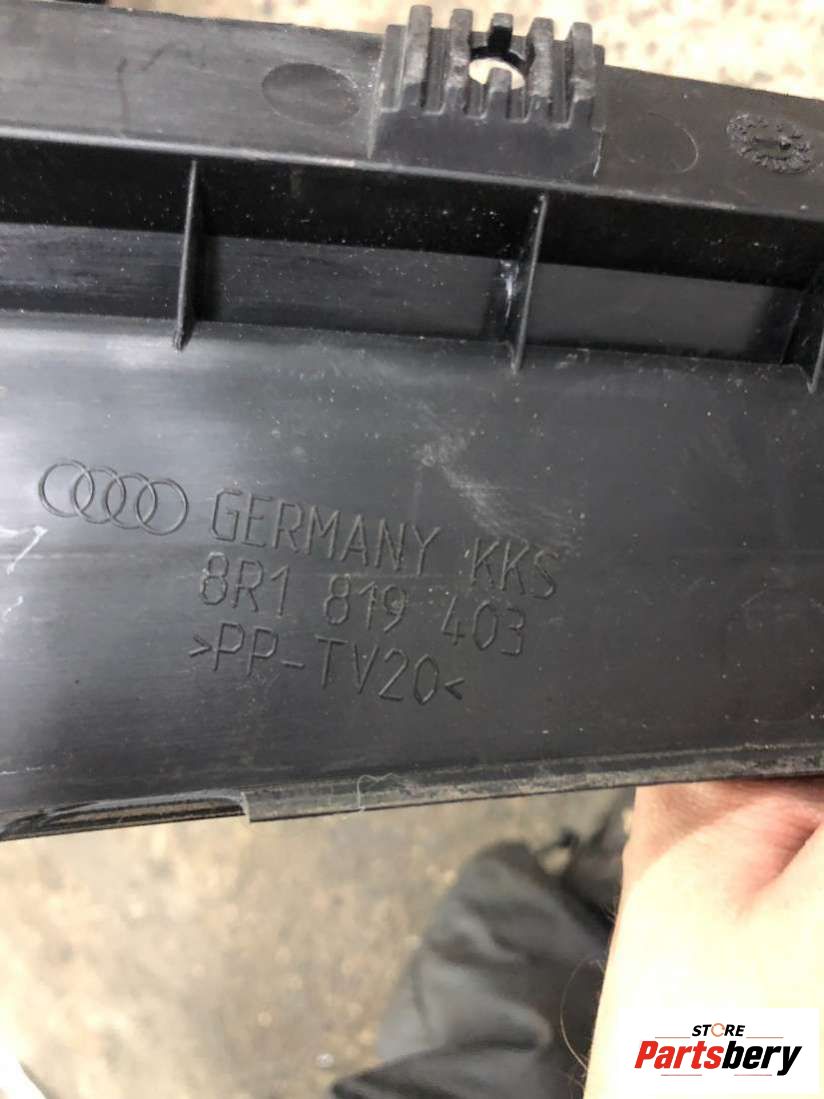 GERMANY KKS
8R1 819 403
>PP-TV20<
STORE
Partsbery